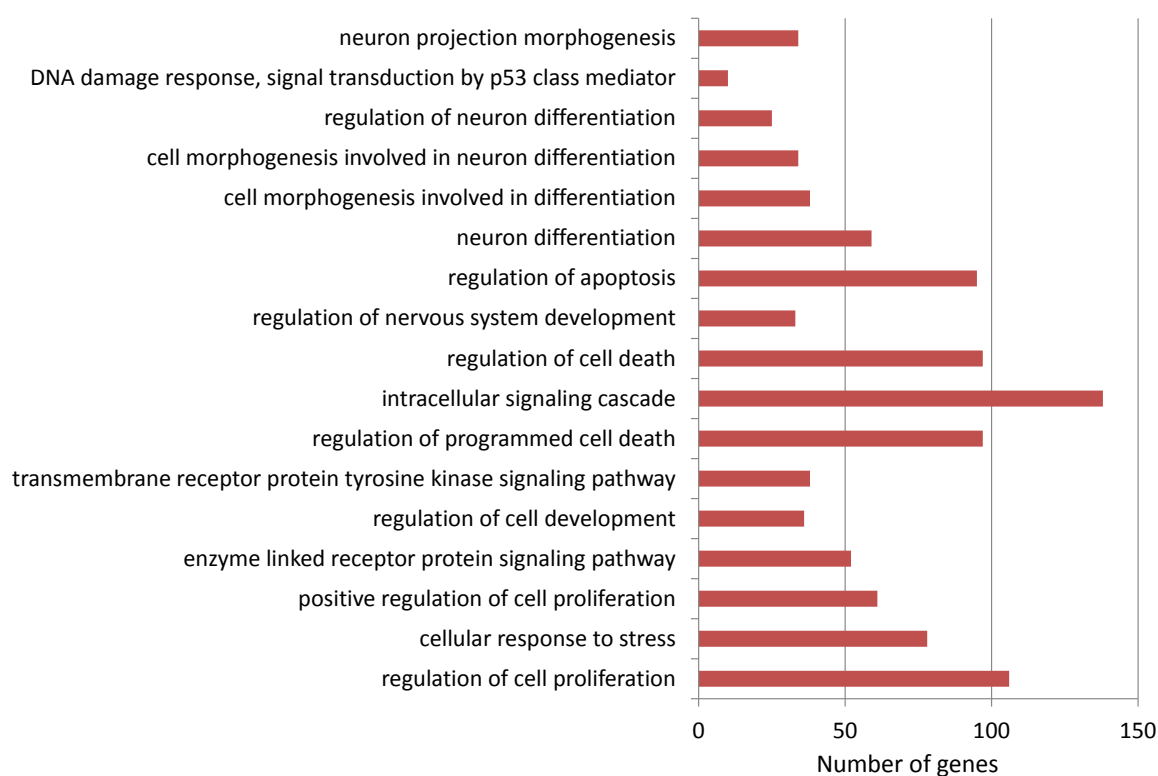 neuron projection morphogenesis
DNA damage response, signal transduction by p53 class mediator
regulation of neuron differentiation
cell morphogenesis involved in neuron differentiation
cell morphogenesis involved in differentiation
neuron differentiation
regulation of apoptosis
regulation of nervous system development
regulation of cell death
intracellular signaling cascade
regulation of programmed cell death
transmembrane receptor protein tyrosine kinase signaling pathway
regulation of cell development
enzyme linked receptor protein signaling pathway
positive regulation of cell proliferation
cellular response to stress
regulation of cell proliferation
0 50 100 150
Number of genes